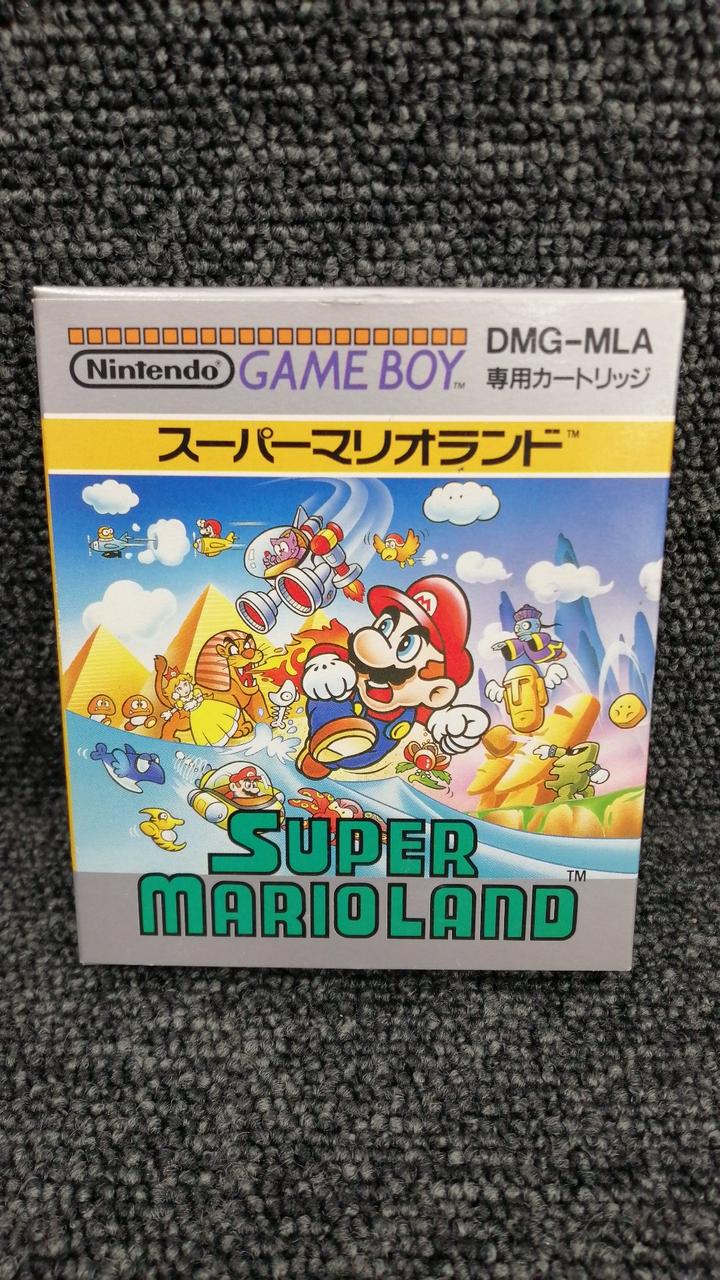 Nintendo® GAME BOY™
DMG-MLA
専用カートリッジ
スーパーマリオランド™
M
SUPER
MARIOLAND™